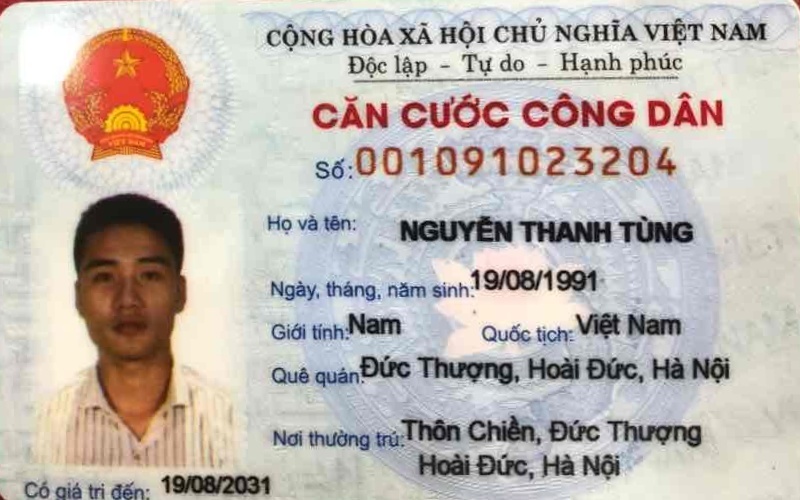 CỘNG HÒA XÃ HỘI CHỦ NGHĨA VIỆT NAM
Độc lập - Tự do - Hạnh phúc
CĂN CƯỚC CÔNG DÂN
Số: 001091023204
Họ và tên: NGUYỄN THANH TÙNG
Ngày, tháng, năm sinh: 19/08/1991
Giới tính: Nam Quốc tịch: Việt Nam
Quê quán: Đức Thượng, Hoài Đức, Hà Nội
Nơi thường trú: Thôn Chiền, Đức Thượng
Hoài Đức, Hà Nội
Có giá trị đến: 19/08/2031
VIỆT NAM